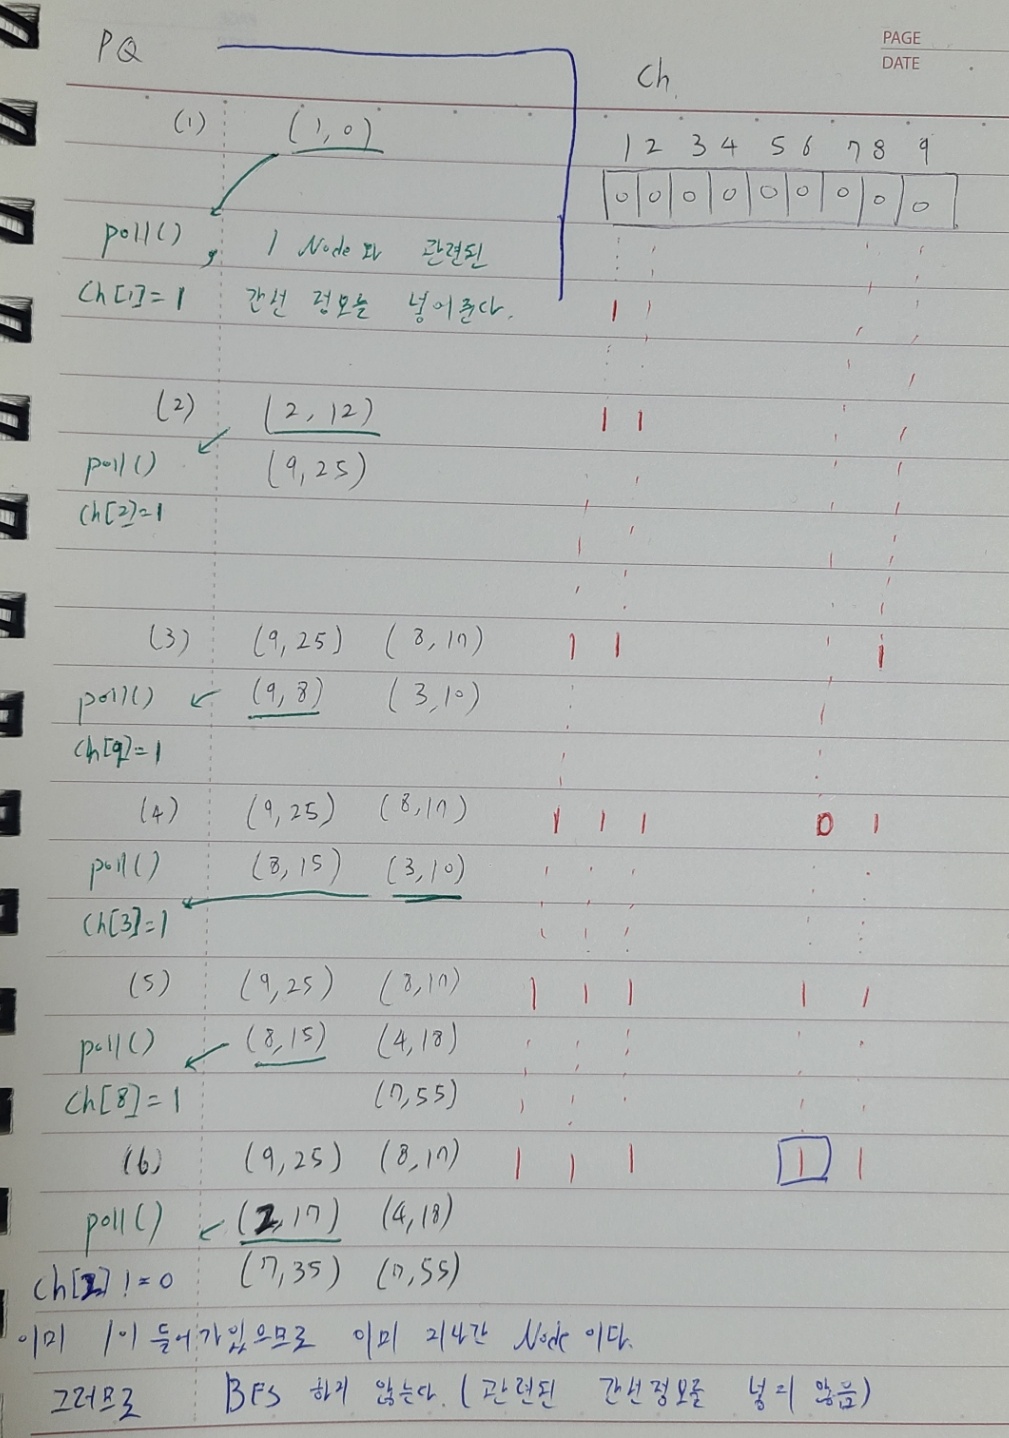 PAGE
DATE
PQ
Ch.
(1) (1,0)
1 2 3 4 5 6 7 8 9
0 0 0 0 0 0 0 0 0
poll() , 1 Node와 관련된
Ch[1]=1 간선 정보를 넣어준다.
1
(2) (2,12) 1 1
poll() (9,25)
Ch[2]=1
(3) (9,25) (8,17) 1 1 1
poll() (9,8) (3,10)
Ch[9]=1
(4) (9,25) (8,17) 1 1 1 0 1
poll() (8,15) (3,10)
Ch[3]=1
(5) (9,25) (8,17) 1 1 1 1 1
poll() (8,15) (4,18)
Ch[8]=1 (7,55)
(6) (9,25) (8,17) 1 1 1 1 1
poll() (2,17) (4,18)
Ch[2] != 0 (7,35) (7,55)
이미 1이 들어가있으므로 이미 지나간 Node 이다.
그러므로 BFS 하지 않는다. (관련된 간선정보를 넣지 않음)